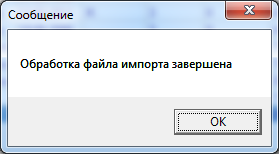 Сообщение
Обработка файла импорта завершена
OK